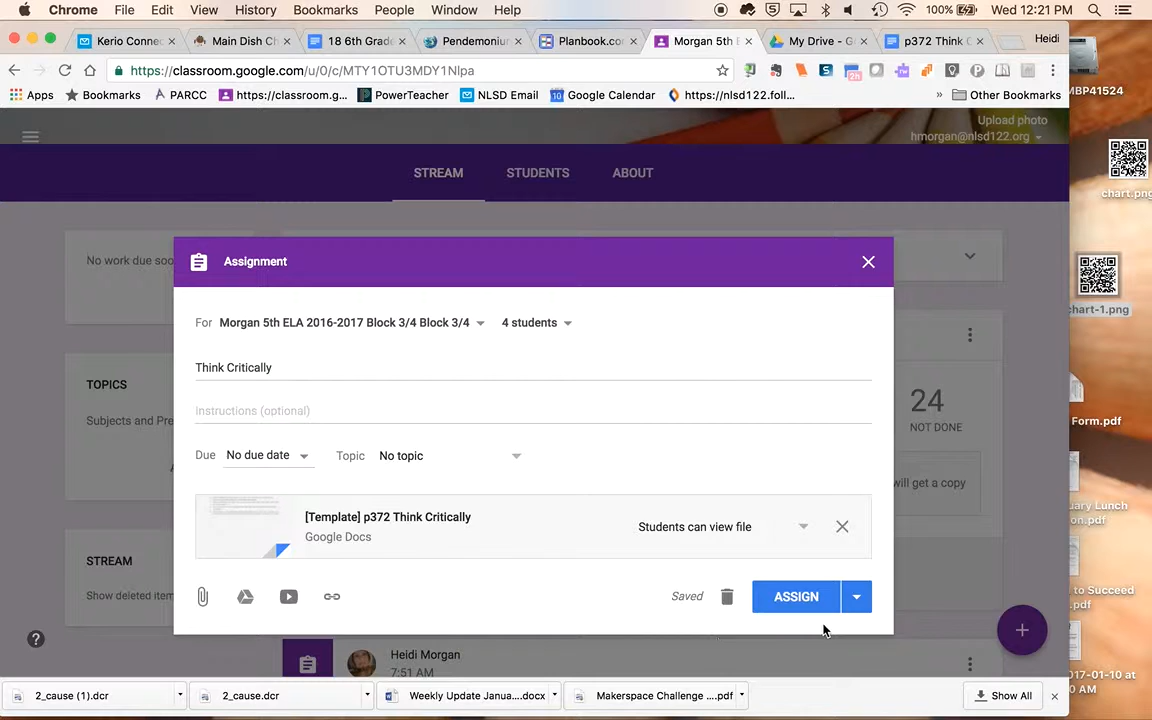 Chrome File Edit View History Bookmarks People Window Help 100% Wed 12:21 PM
Kerio Connec Main Dish Ch 18 6th Grade Pendemoniu Planbook.co Morgan 5th E My Drive - G p372 Think C Heidi
https://classroom.google.com/u/0/c/MTY1OTU3MDY1Nlpa
Apps Bookmarks PARCC https://classroom.g... PowerTeacher NLSD Email Google Calendar https://nlsd122.foll... » Other Bookmarks
MBP41524
Upload photo
hmorgan@nlsd122.org
STREAM STUDENTS ABOUT
chart.png
No work due soo
Assignment
chart-1.png
For Morgan 5th ELA 2016-2017 Block 3/4 Block 3/4 4 students
Think Critically
TOPICS
Subjects and Pre
24
NOT DONE
Instructions (optional)
Form.pdf
Due No due date Topic No topic
will get a copy
[Template] p372 Think Critically
Google Docs
Students can view file
uary Lunch
on.pdf
STREAM
Show deleted item
Saved ASSIGN
to Succeed
.pdf
Heidi Morgan
7:51 AM
017-01-10 at
0 AM
2_cause (1).dcr 2_cause.dcr Weekly Update Janua....docx Makerspace Challenge ....pdf Show All